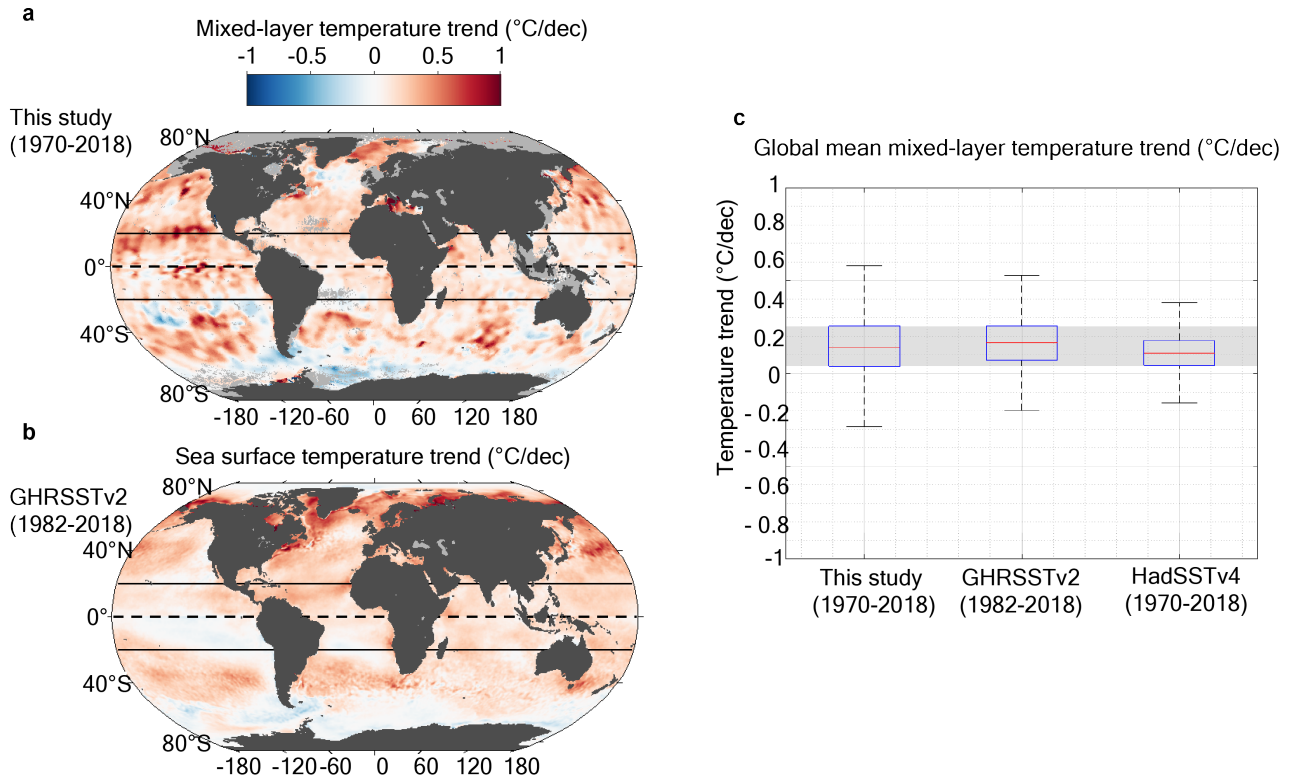 a
Mixed-layer temperature trend (°C/dec)
-1 -0.5 0 0.5 1
This study
(1970-2018)
80°N
40°N
0°
40°S
80°S
-180 -120 -60 0 60 120 180
b
Sea surface temperature trend (°C/dec)
GHRSSTv2
(1982-2018)
80°N
40°N
0°
40°S
80°S
-180 -120 -60 0 60 120 180
c
Global mean mixed-layer temperature trend (°C/dec)
Temperature trend (°C/dec)
1
0.8
0.6
0.4
0.2
0
- 0.2
- 0.4
- 0.6
- 0.8
-1
This study
(1970-2018)
GHRSSTv2
(1982-2018)
HadSSTv4
(1970-2018)